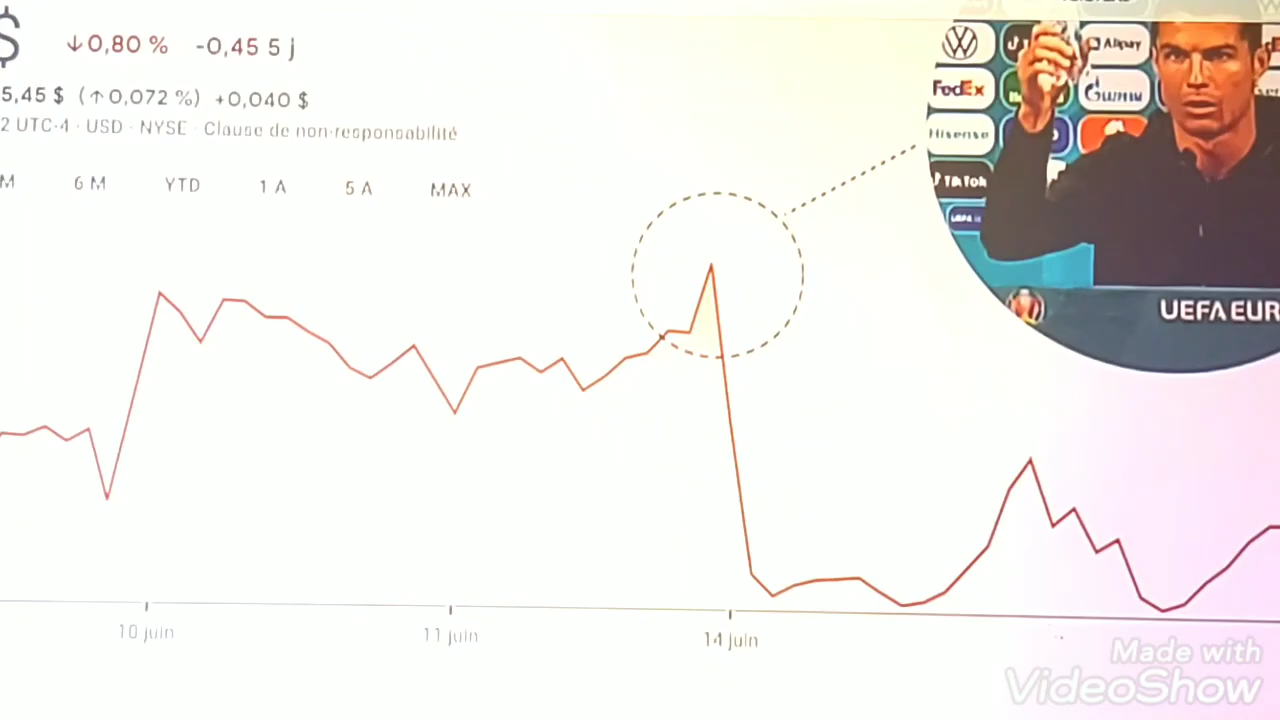 $ ↓0,80 % -0,45 5 j
5,45 $ (↑0,072 %) +0,040 $
2 UTC-4 · USD · NYSE · Clause de non-responsabilité
M 6 M YTD 1 A 5 A MAX
Alipay
FedEx
Hisense
TikTok
UEFA EUR
10 juin 11 juin 14 juin
Made with
VideoShow